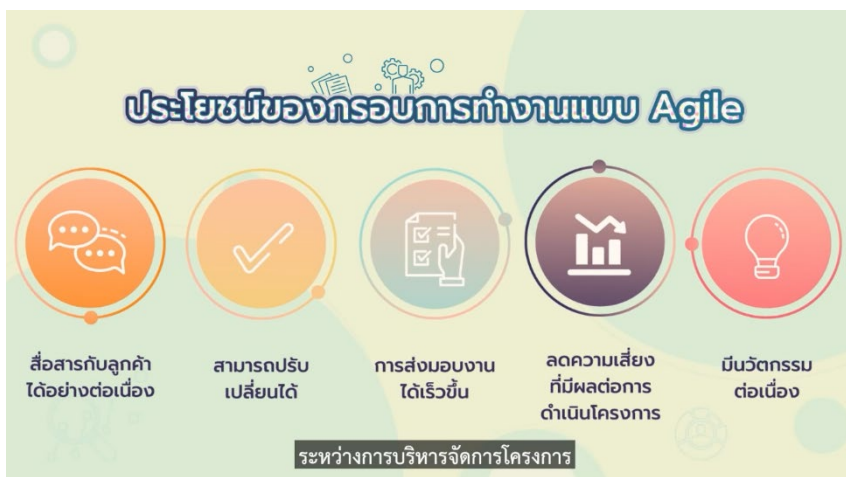 ประโยชน์ของกรอบการทำงานแบบ Agile
สื่อสารกับลูกค้า
ได้อย่างต่อเนื่อง
สามารถปรับ
เปลี่ยนได้
การส่งมอบงาน
ได้เร็วขึ้น
ลดความเสี่ยง
ที่มีผลต่อการ
ดำเนินโครงการ
มีนวัตกรรม
ต่อเนื่อง
ระหว่างการบริหารจัดการโครงการ